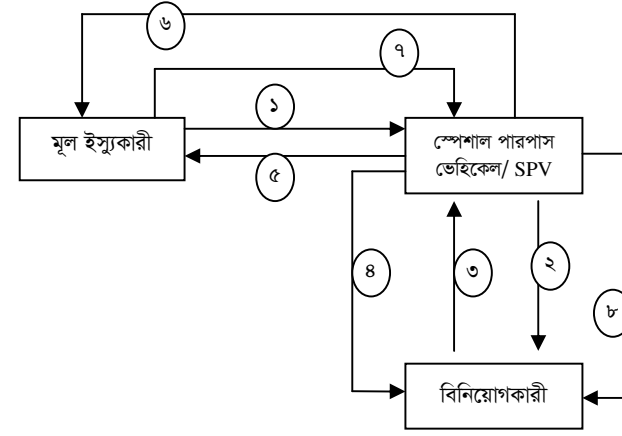 ৬
৭
১
মূল ইস্যুকারী
স্পেশাল পারপাস
ভেহিকেল/ SPV
৫
৪
৩
২
৮
বিনিয়োগকারী